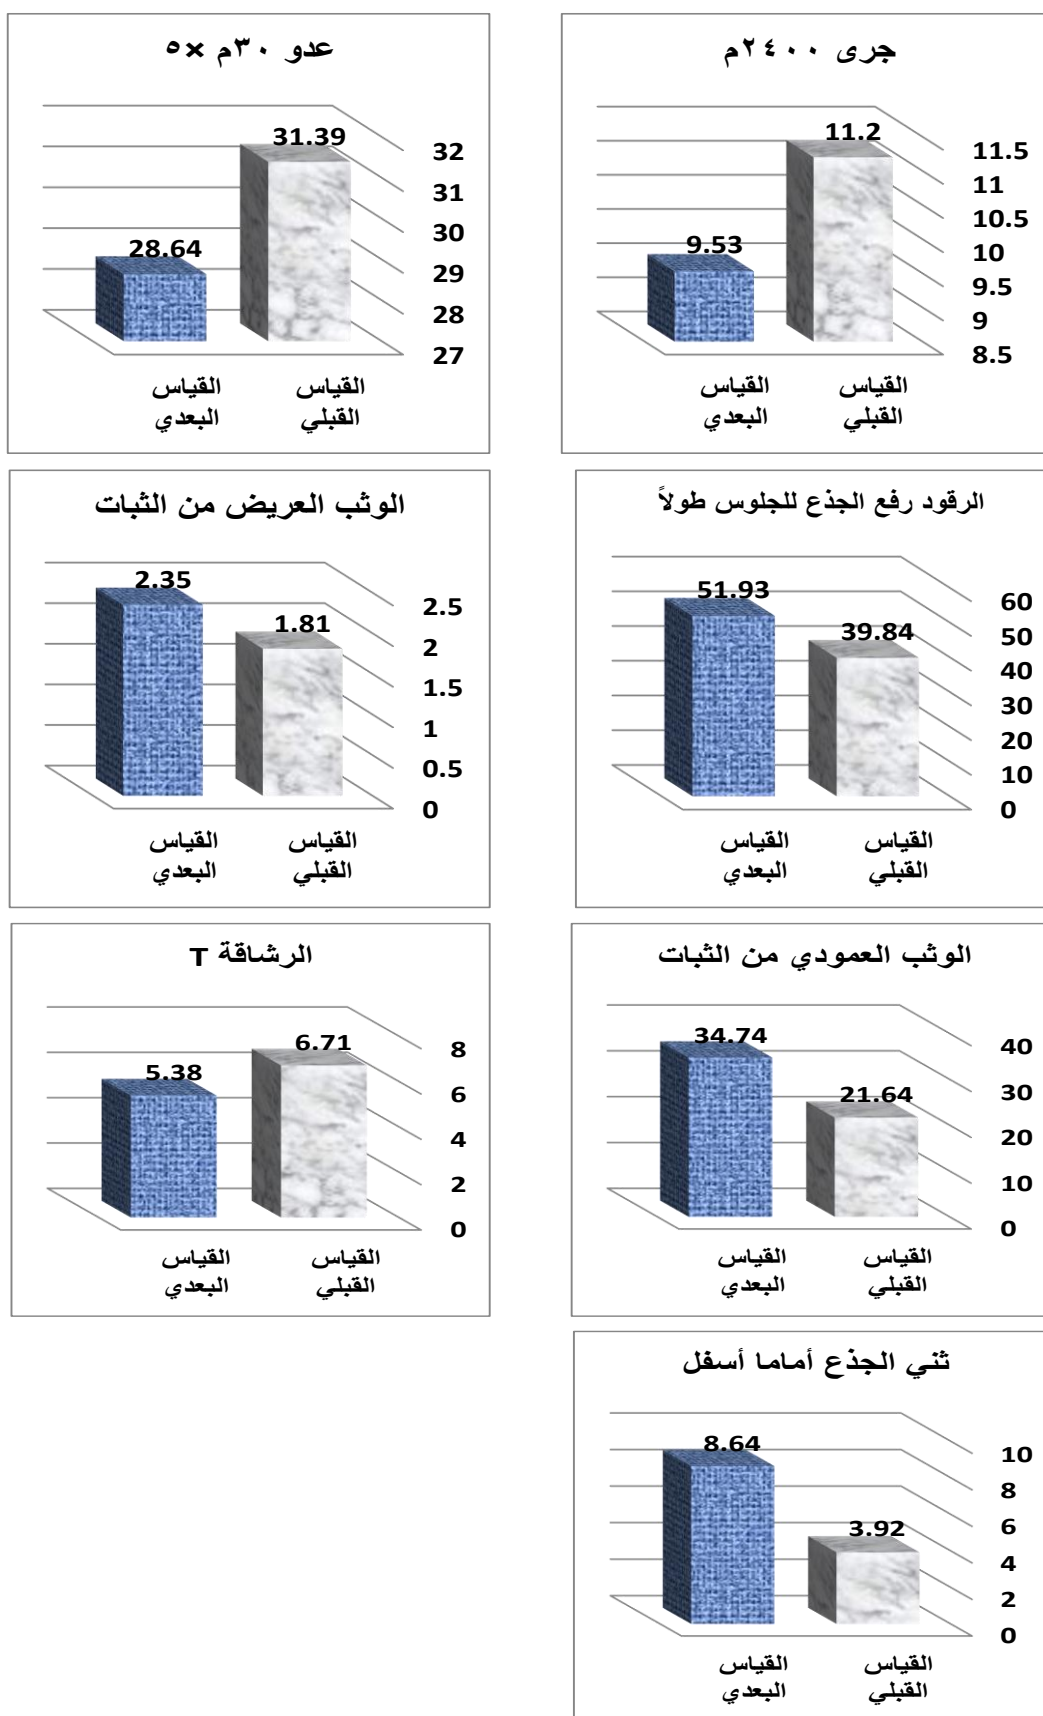 جرى ٢٤٠٠م
11.2
9.53
11.5
11
10.5
10
9.5
9
8.5
القياس القياس
القبلي البعدي
عدو ٣٠م ×٥
31.39
28.64
32
31
30
29
28
27
القياس القياس
القبلي البعدي
الرقود رفع الجذع للجلوس طولاً
51.93
39.84
60
50
40
30
20
10
0
القياس القياس
القبلي البعدي
الوثب العريض من الثبات
2.35
1.81
2.5
2
1.5
1
0.5
0
القياس القياس
القبلي البعدي
الوثب العمودي من الثبات
34.74
21.64
40
30
20
10
0
القياس القياس
القبلي البعدي
الرشاقة T
6.71
5.38
8
6
4
2
0
القياس القياس
القبلي البعدي
ثني الجذع أماما أسفل
8.64
3.92
10
8
6
4
2
0
القياس القياس
القبلي البعدي